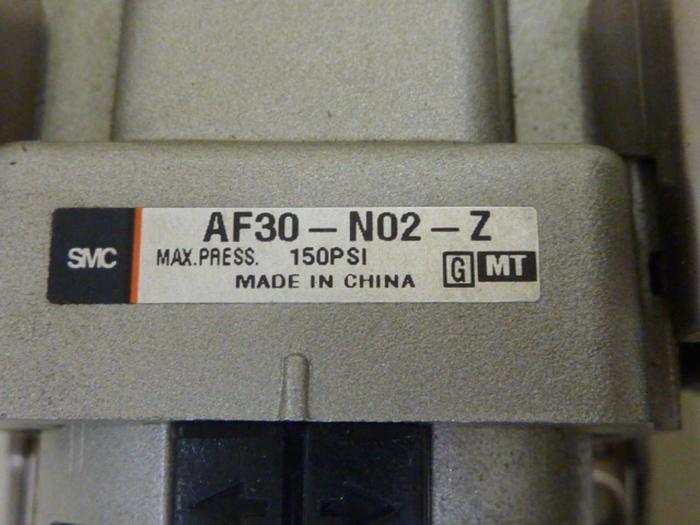 SMC
AF30-N02-Z
MAX.PRESS. 150PSI
MADE IN CHINA G MT